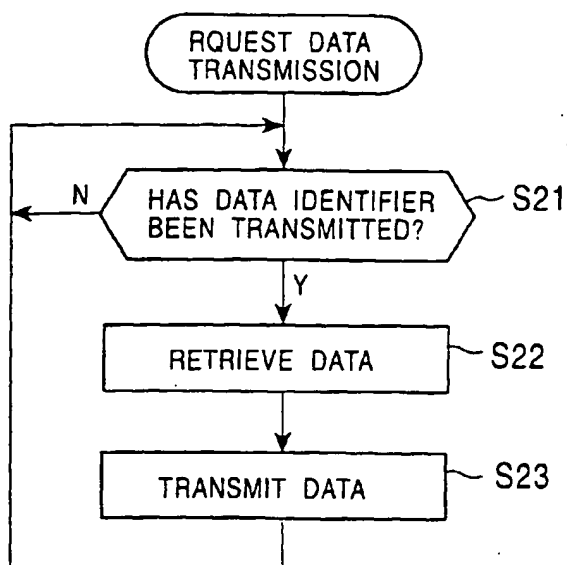 RQUEST DATA
TRANSMISSION
N
HAS DATA IDENTIFIER
BEEN TRANSMITTED?
S21
Y
RETRIEVE DATA
S22
TRANSMIT DATA
S23